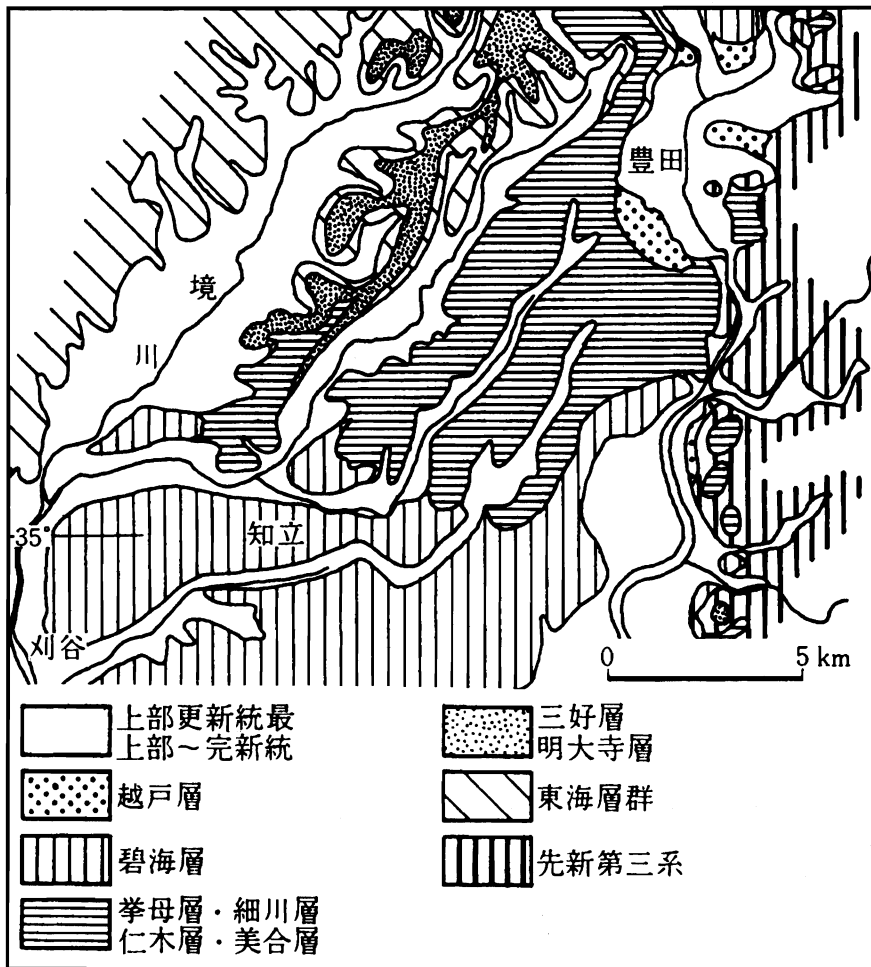 豊田
境
川
35°
知立
刈谷
0 5 km
上部更新統最
上部～完新統
越戸層
碧海層
挙母層・細川層
仁木層・美合層
三好層
明大寺層
東海層群
先新第三系